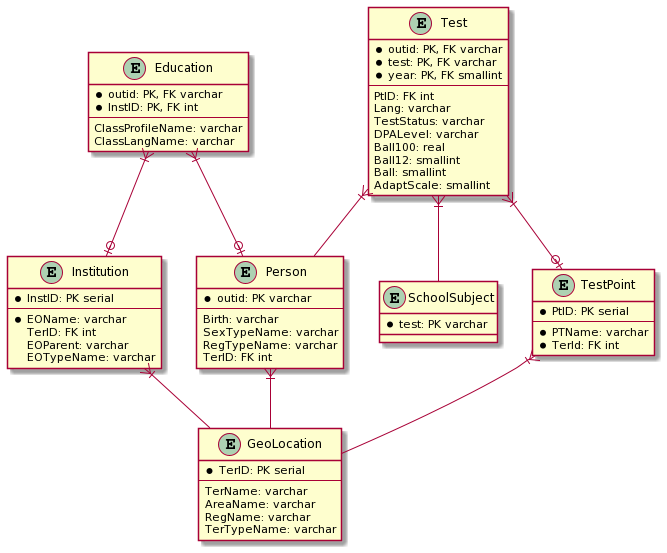 E Test
outid: PK, FK varchar
test: PK, FK varchar
year: PK, FK smallint
PtID: FK int
Lang: varchar
TestStatus: varchar
DPALevel: varchar
Ball100: real
Ball12: smallint
Ball: smallint
AdaptScale: smallint
E Education
outid: PK, FK varchar
InstID: PK, FK int
ClassProfileName: varchar
ClassLangName: varchar
E Institution
InstID: PK serial
EOName: varchar
TerID: FK int
EOParent: varchar
EOTypeName: varchar
E Person
outid: PK varchar
Birth: varchar
SexTypeName: varchar
RegTypeName: varchar
TerID: FK int
E SchoolSubject
test: PK varchar
E TestPoint
PtID: PK serial
PTName: varchar
TerId: FK int
E GeoLocation
TerID: PK serial
TerName: varchar
AreaName: varchar
RegName: varchar
TerTypeName: varchar